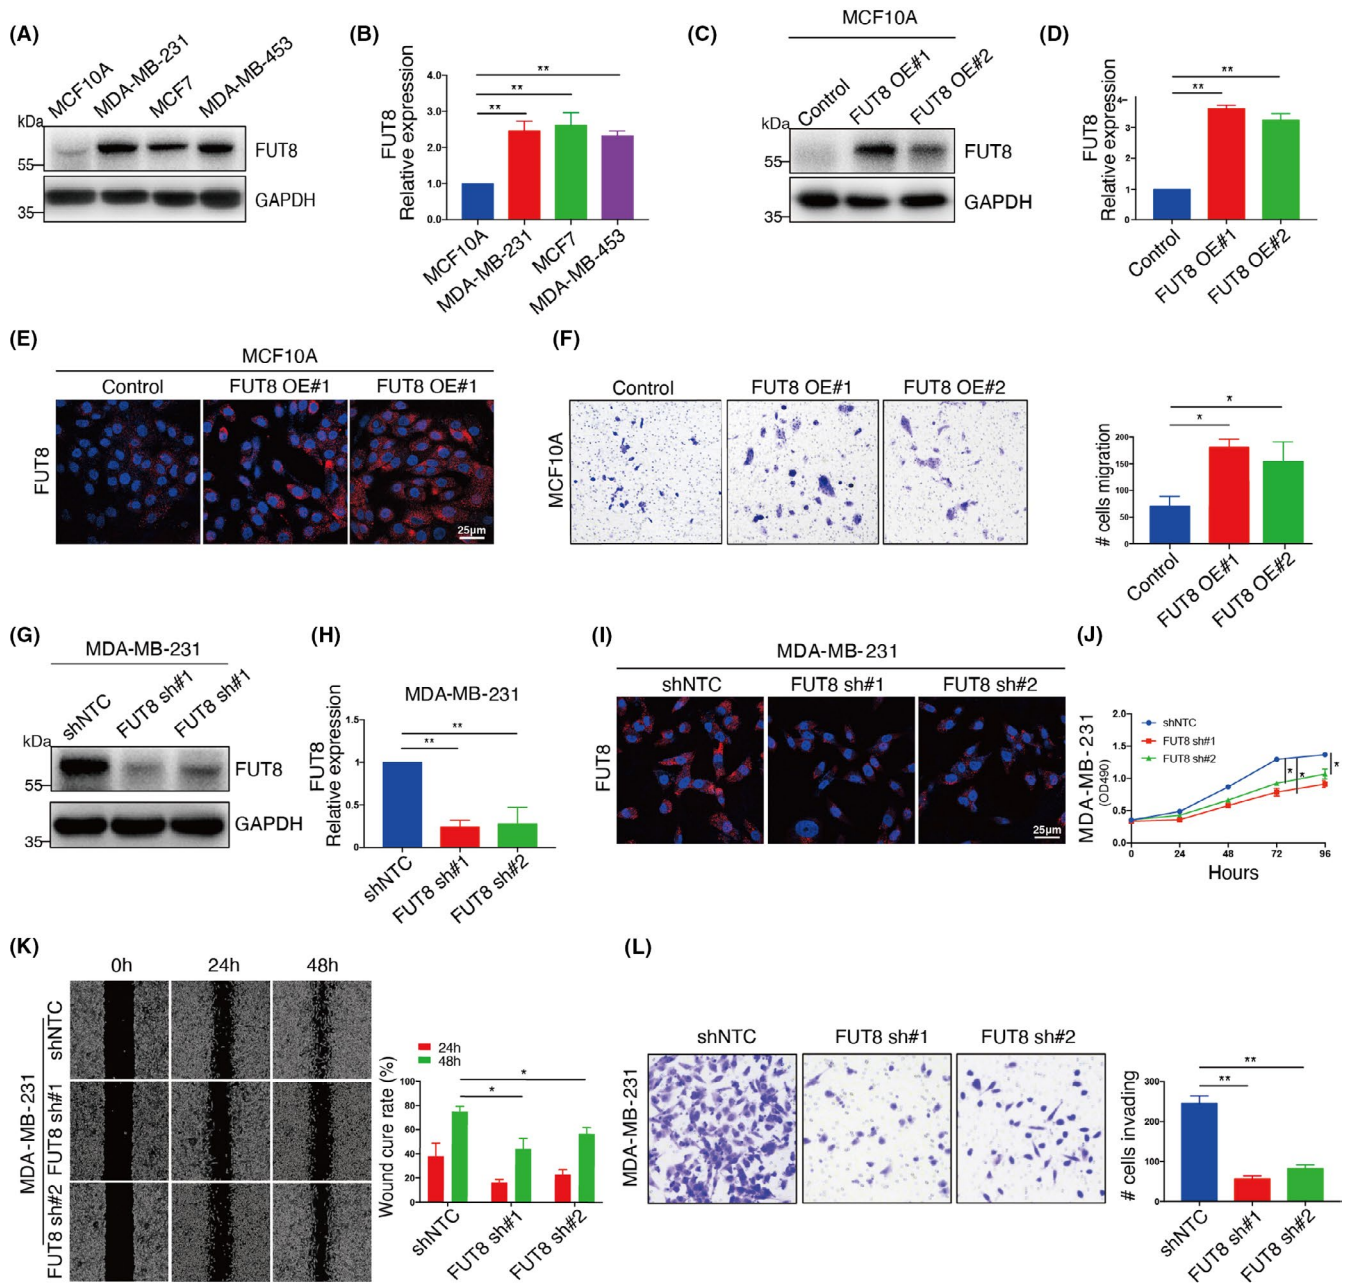 (A)
MCF10A
MDA-MB-231
MCF7
MDA-MB-453
kDa
55
FUT8
35
GAPDH
(B)
FUT8
Relative expression
4.0
3.0
2.0
1.0
0.0
**
**
**
MCF10A
MDA-MB-231
MCF7
MDA-MB-453
(C)
MCF10A
Control
FUT8 OE#1
FUT8 OE#2
kDa
55
FUT8
35
GAPDH
(D)
FUT8
Relative expression
4
3
2
1
0
**
**
Control
FUT8 OE#1
FUT8 OE#2
(E)
MCF10A
Control
FUT8 OE#1
FUT8 OE#1
FUT8
25μm
(F)
Control
FUT8 OE#1
FUT8 OE#2
MCF10A
# cells migration
200
150
100
50
0
*
*
Control
FUT8 OE#1
FUT8 OE#2
(G)
MDA-MB-231
shNTC
FUT8 sh#1
FUT8 sh#1
kDa
55
FUT8
35
GAPDH
(H)
MDA-MB-231
FUT8
Relative expression
1.5
1.0
0.5
0
**
**
shNTC
FUT8 sh#1
FUT8 sh#2
(I)
MDA-MB-231
shNTC
FUT8 sh#1
FUT8 sh#2
FUT8
25μm
(J)
MDA-MB-231
(OD490)
2.0
1.5
1.0
0.5
0.0
shNTC
FUT8 sh#1
FUT8 sh#2
*
*
*
0
24
48
72
96
Hours
(K)
0h
24h
48h
MDA-MB-231
shNTC
FUT8 sh#1
FUT8 sh#2
24h
48h
Wound cure rate (%)
100
80
60
40
20
0
*
*
shNTC
FUT8 sh#1
FUT8 sh#2
(L)
shNTC
FUT8 sh#1
FUT8 sh#2
MDA-MB-231
# cells invading
300
200
100
0
**
**
shNTC
FUT8 sh#1
FUT8 sh#2